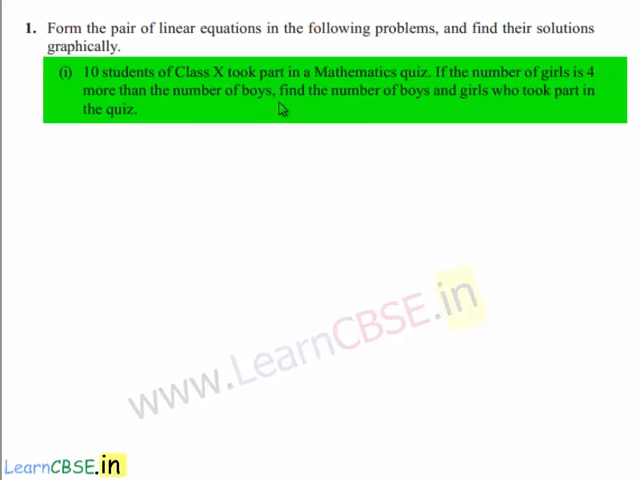 1. Form the pair of linear equations in the following problems, and find their solutions
graphically.
(i) 10 students of Class X took part in a Mathematics quiz. If the number of girls is 4
more than the number of boys, find the number of boys and girls who took part in
the quiz.
www.LearnCBSE.in
LearnCBSE.in